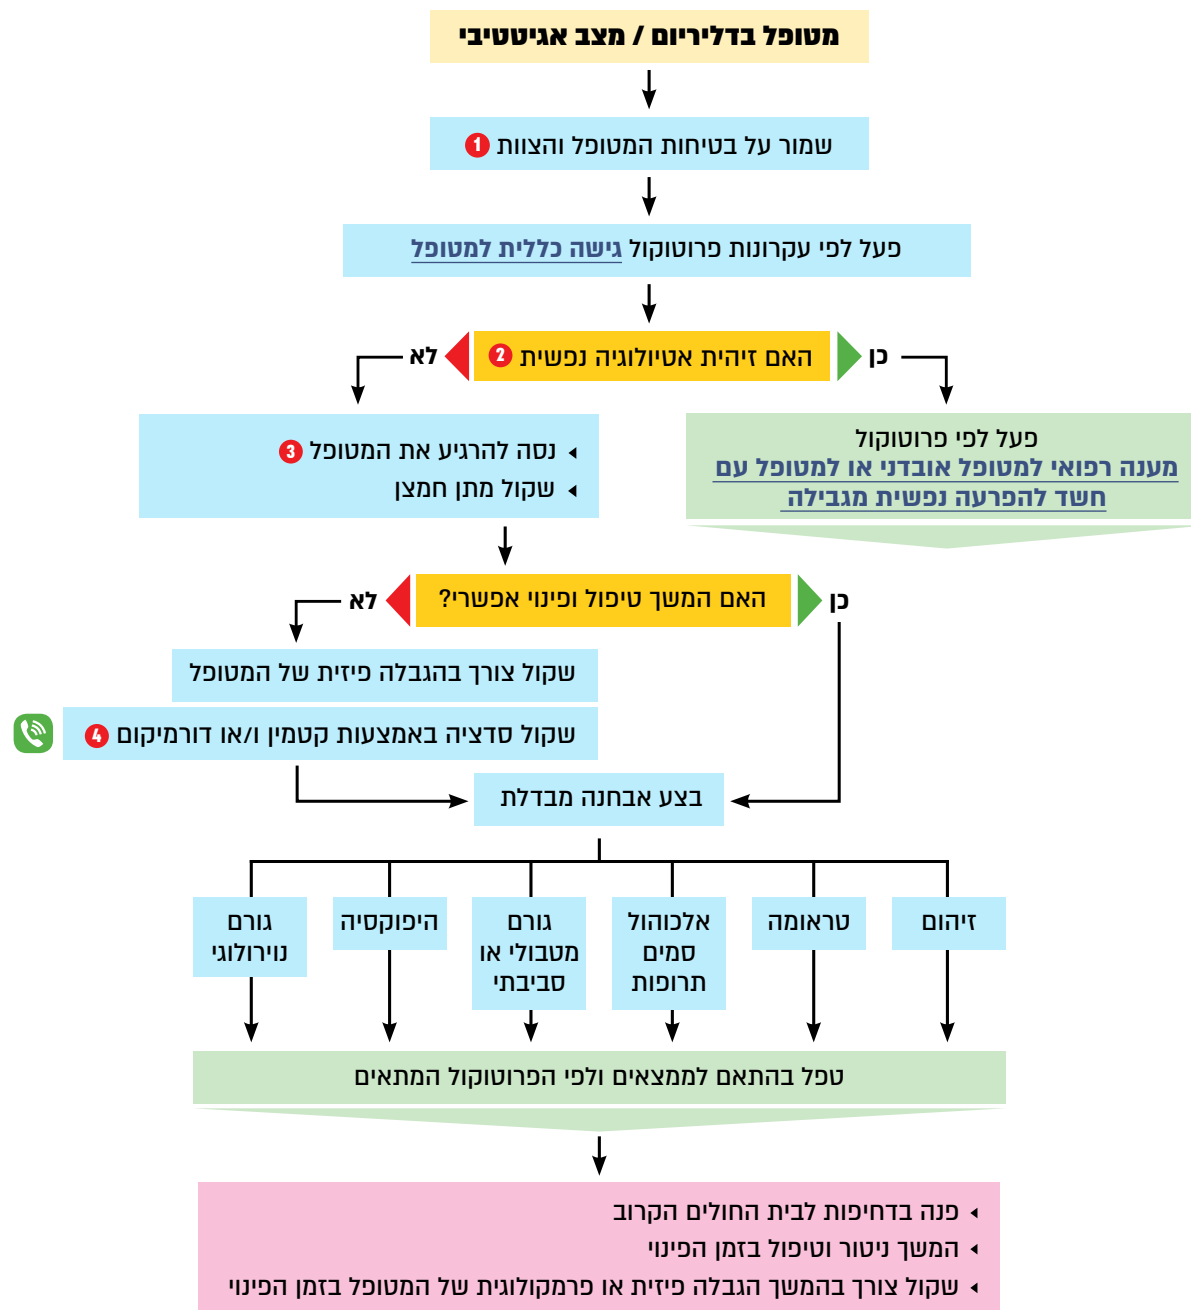 מטופל בדליריום / מצב אגיטטיבי
שמור על בטיחות המטופל והצוות 1
פעל לפי עקרונות פרוטוקול גישה כללית למטופל
האם זיהית אטיולוגיה נפשית 2
כן
לא
פעל לפי פרוטוקול
מענה רפואי למטופל אובדני או למטופל עם
חשד להפרעה נפשית מגבילה
נסה להרגיע את המטופל 3
שקול מתן חמצן
האם המשך טיפול ופינוי אפשרי?
כן
לא
שקול צורך בהגבלה פיזית של המטופל
שקול סדציה באמצעות קטמין ו/או דורמיקום 4
בצע אבחנה מבדלת
זיהום
טראומה
אלכוהול
סמים
תרופות
גורם
מטבולי או
סביבתי
היפוקסיה
גורם
נוירולוגי
טפל בהתאם לממצאים ולפי הפרוטוקול המתאים
פנה בדחיפות לבית החולים הקרוב
המשך ניטור וטיפול בזמן הפינוי
שקול צורך בהמשך הגבלה פיזית או פרמקולוגית של המטופל בזמן הפינוי